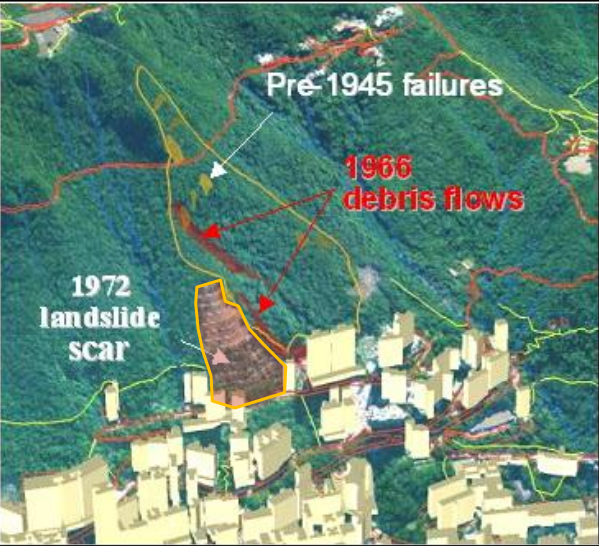 Pre-1945 failures
1966
debris flows
1972
landslide
scar